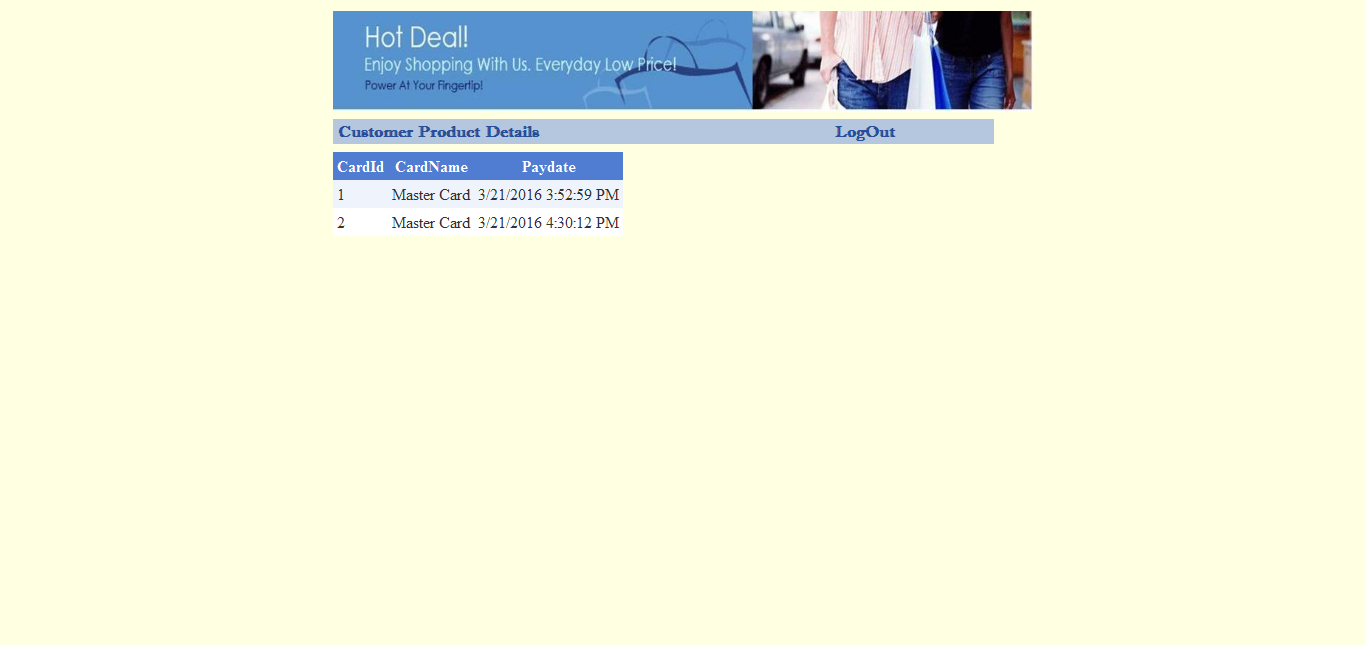 Hot Deal!
Enjoy Shopping With Us. Everyday Low Price!
Power At Your Fingertip!
Customer Product Details LogOut
CardId CardName Paydate
1 Master Card 3/21/2016 3:52:59 PM
2 Master Card 3/21/2016 4:30:12 PM